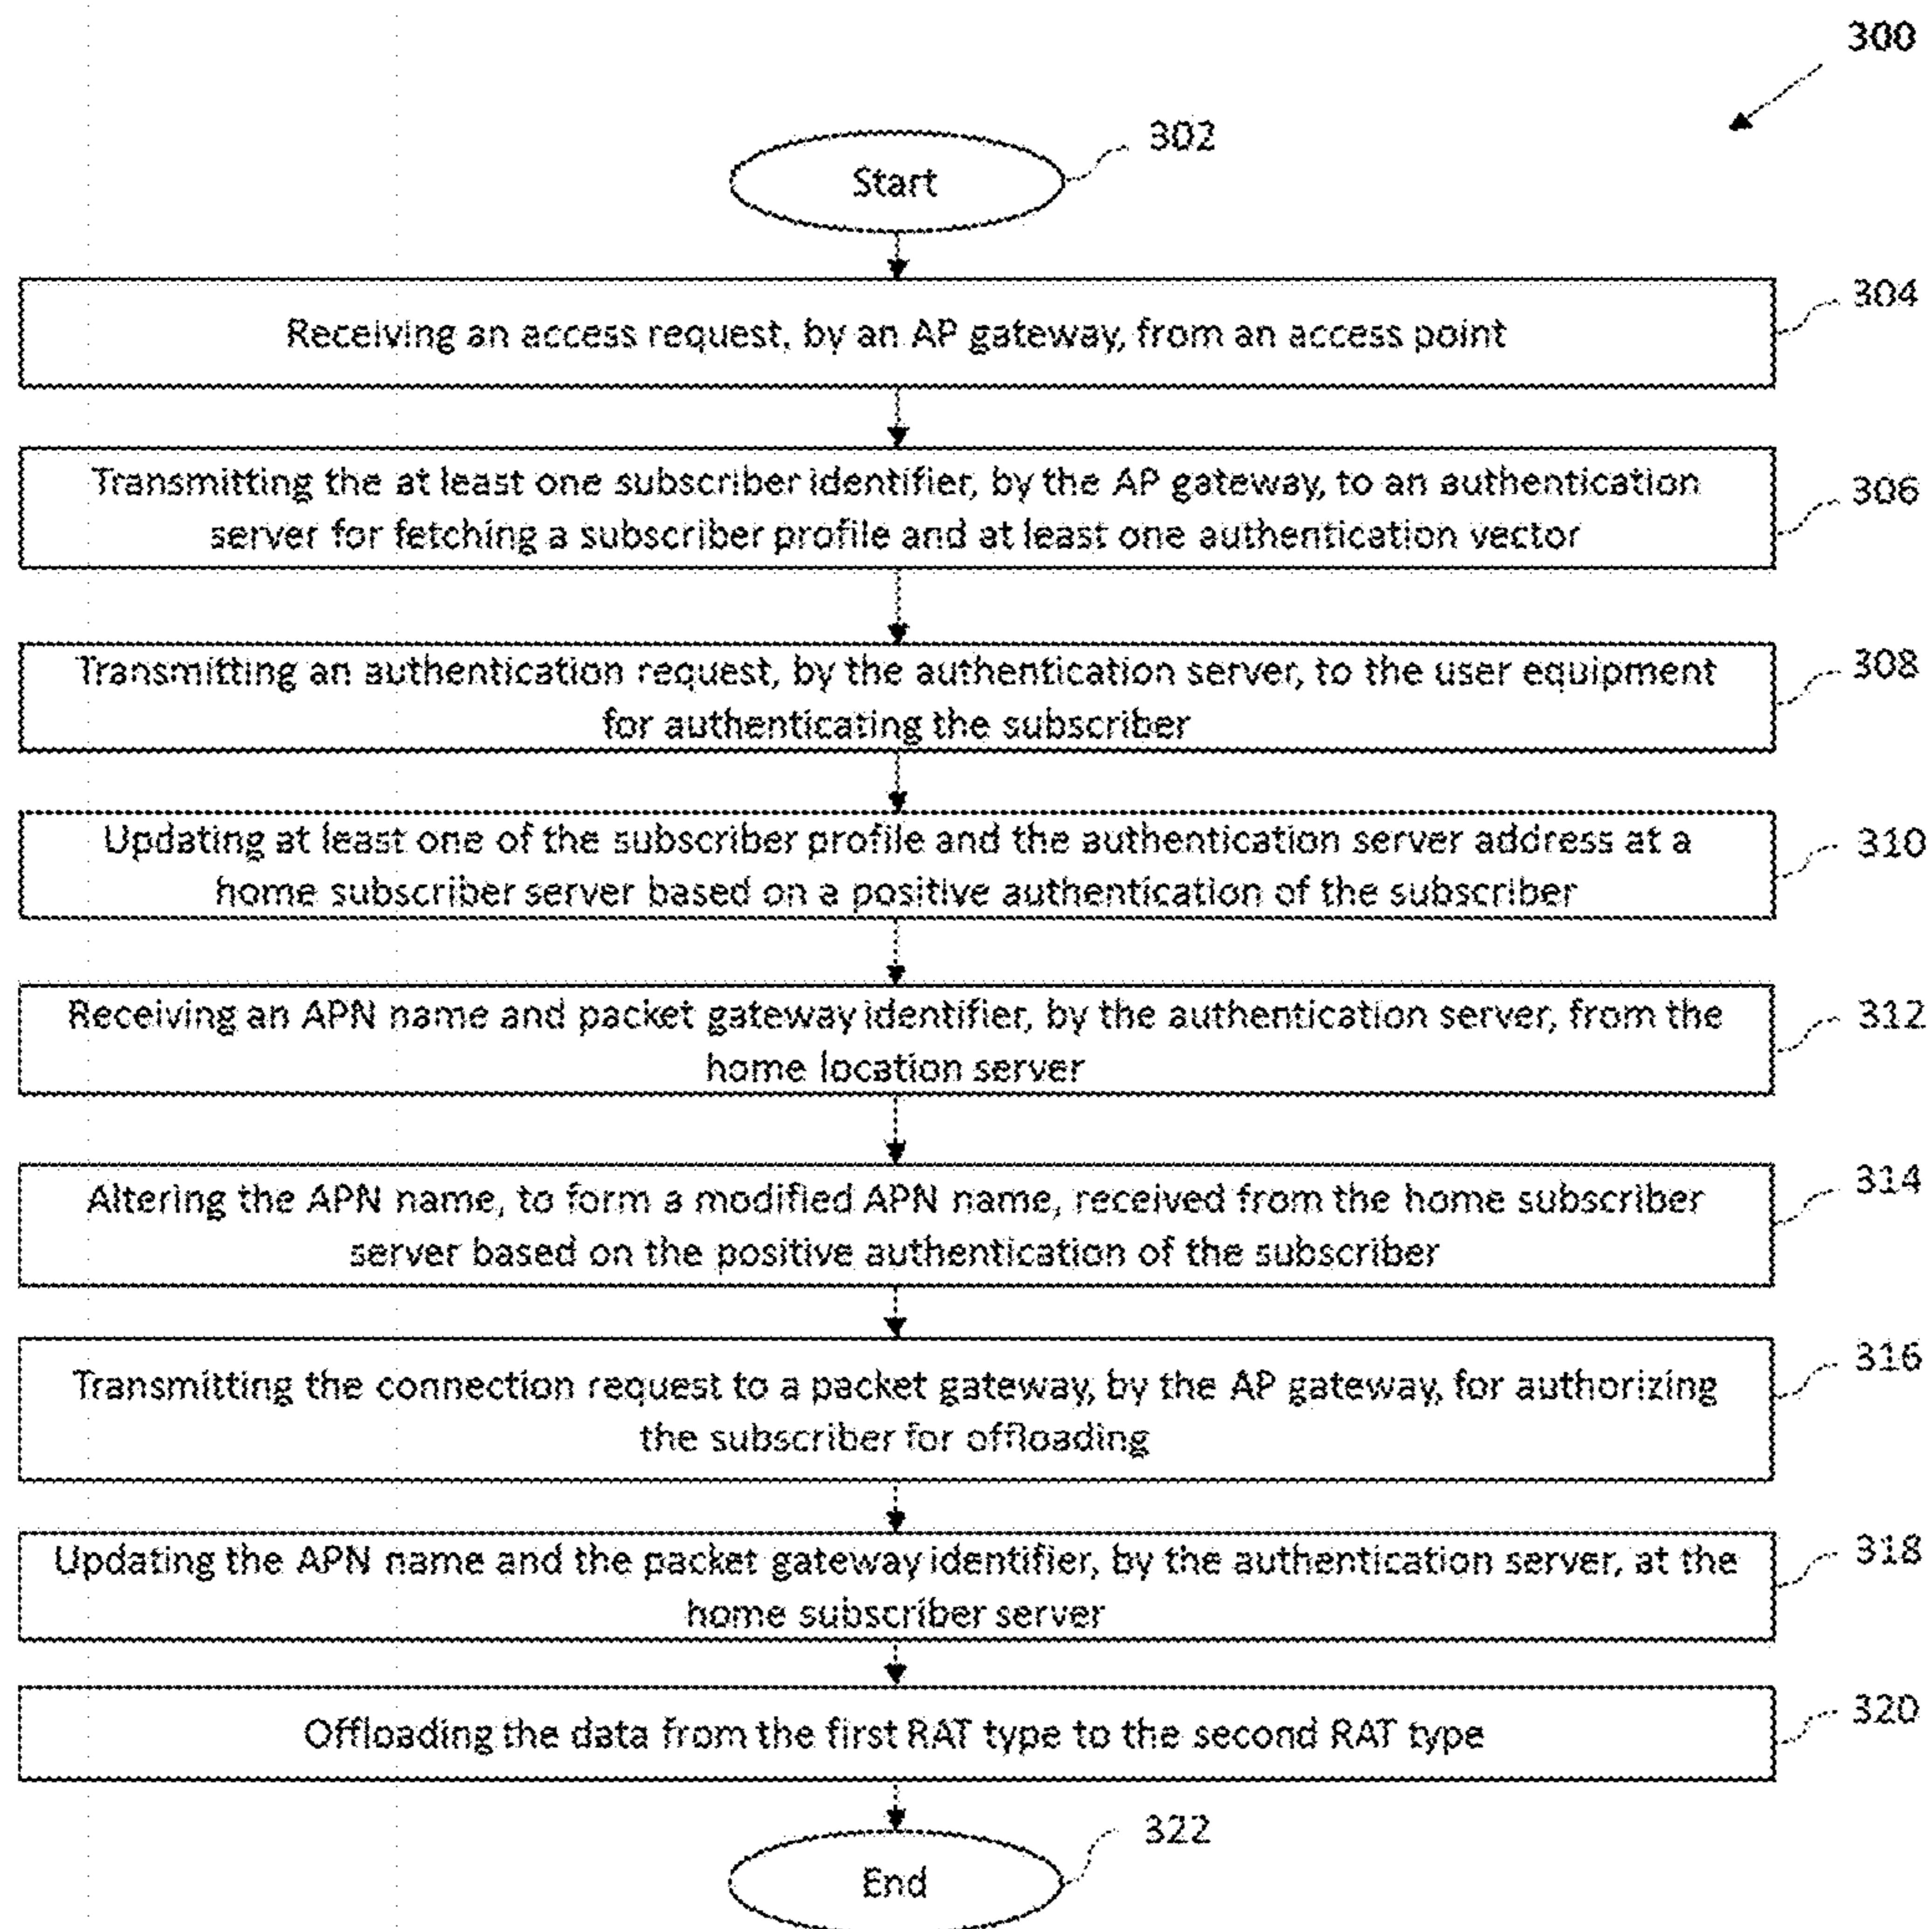 300
302
Start
304
Receiving an access request, by an AP gateway, from an access point
Transmitting the at least one subscriber identifier, by the AP gateway, to an authentication
server for fetching a subscriber profile and at least one authentication vector
306
Transmitting an authentication request, by the authentication server, to the user equipment
for authenticating the subscriber
308
Updating at least one of the subscriber profile and the authentication server address at a
home subscriber server based on a positive authentication of the subscriber
310
Receiving an APN name and packet gateway identifier, by the authentication server, from the
home location server
312
Altering the APN name, to form a modified APN name, received from the home subscriber
server based on the positive authentication of the subscriber
314
Transmitting the connection request to a packet gateway, by the AP gateway, for authorizing
the subscriber for offloading
316
Updating the APN name and the packet gateway identifier, by the authentication server, at the
home subscriber server
318
Offloading the data from the first RAT type to the second RAT type
320
322
End